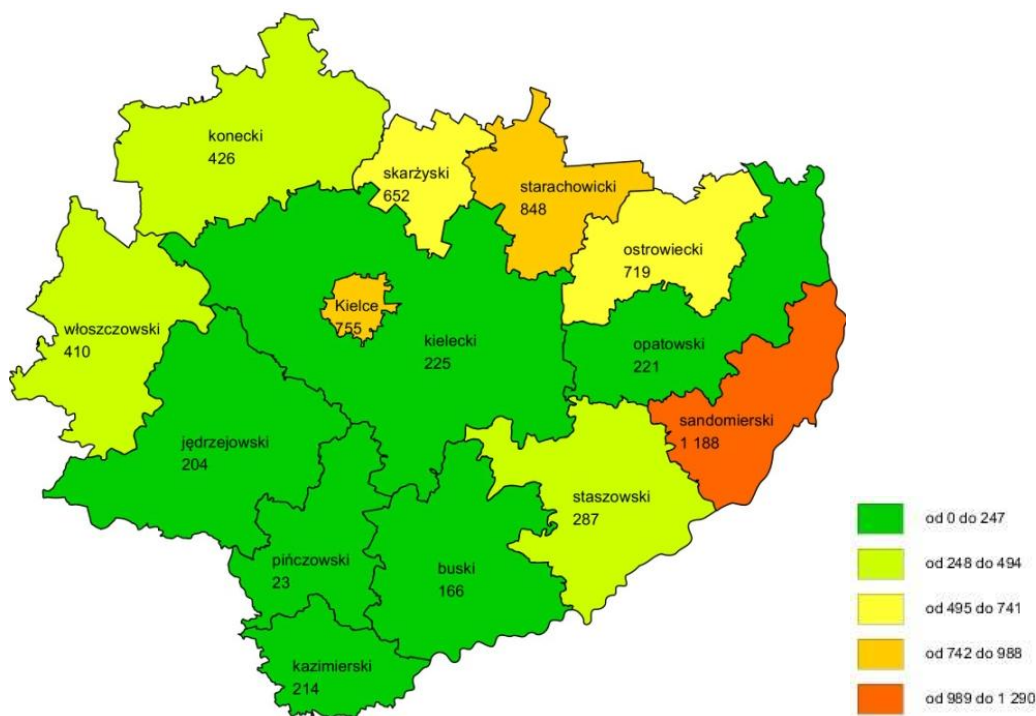 konecki
426
skarżyski
652
starachowicki
848
ostrowiecki
719
Kielce
755
włoszczowski
410
kielecki
225
opatowski
221
sandomierski
1 188
jędrzejowski
204
staszowski
287
pińczowski
23
buski
166
kazimierski
214
od 0 do 247
od 248 do 494
od 495 do 741
od 742 do 988
od 989 do 1 290